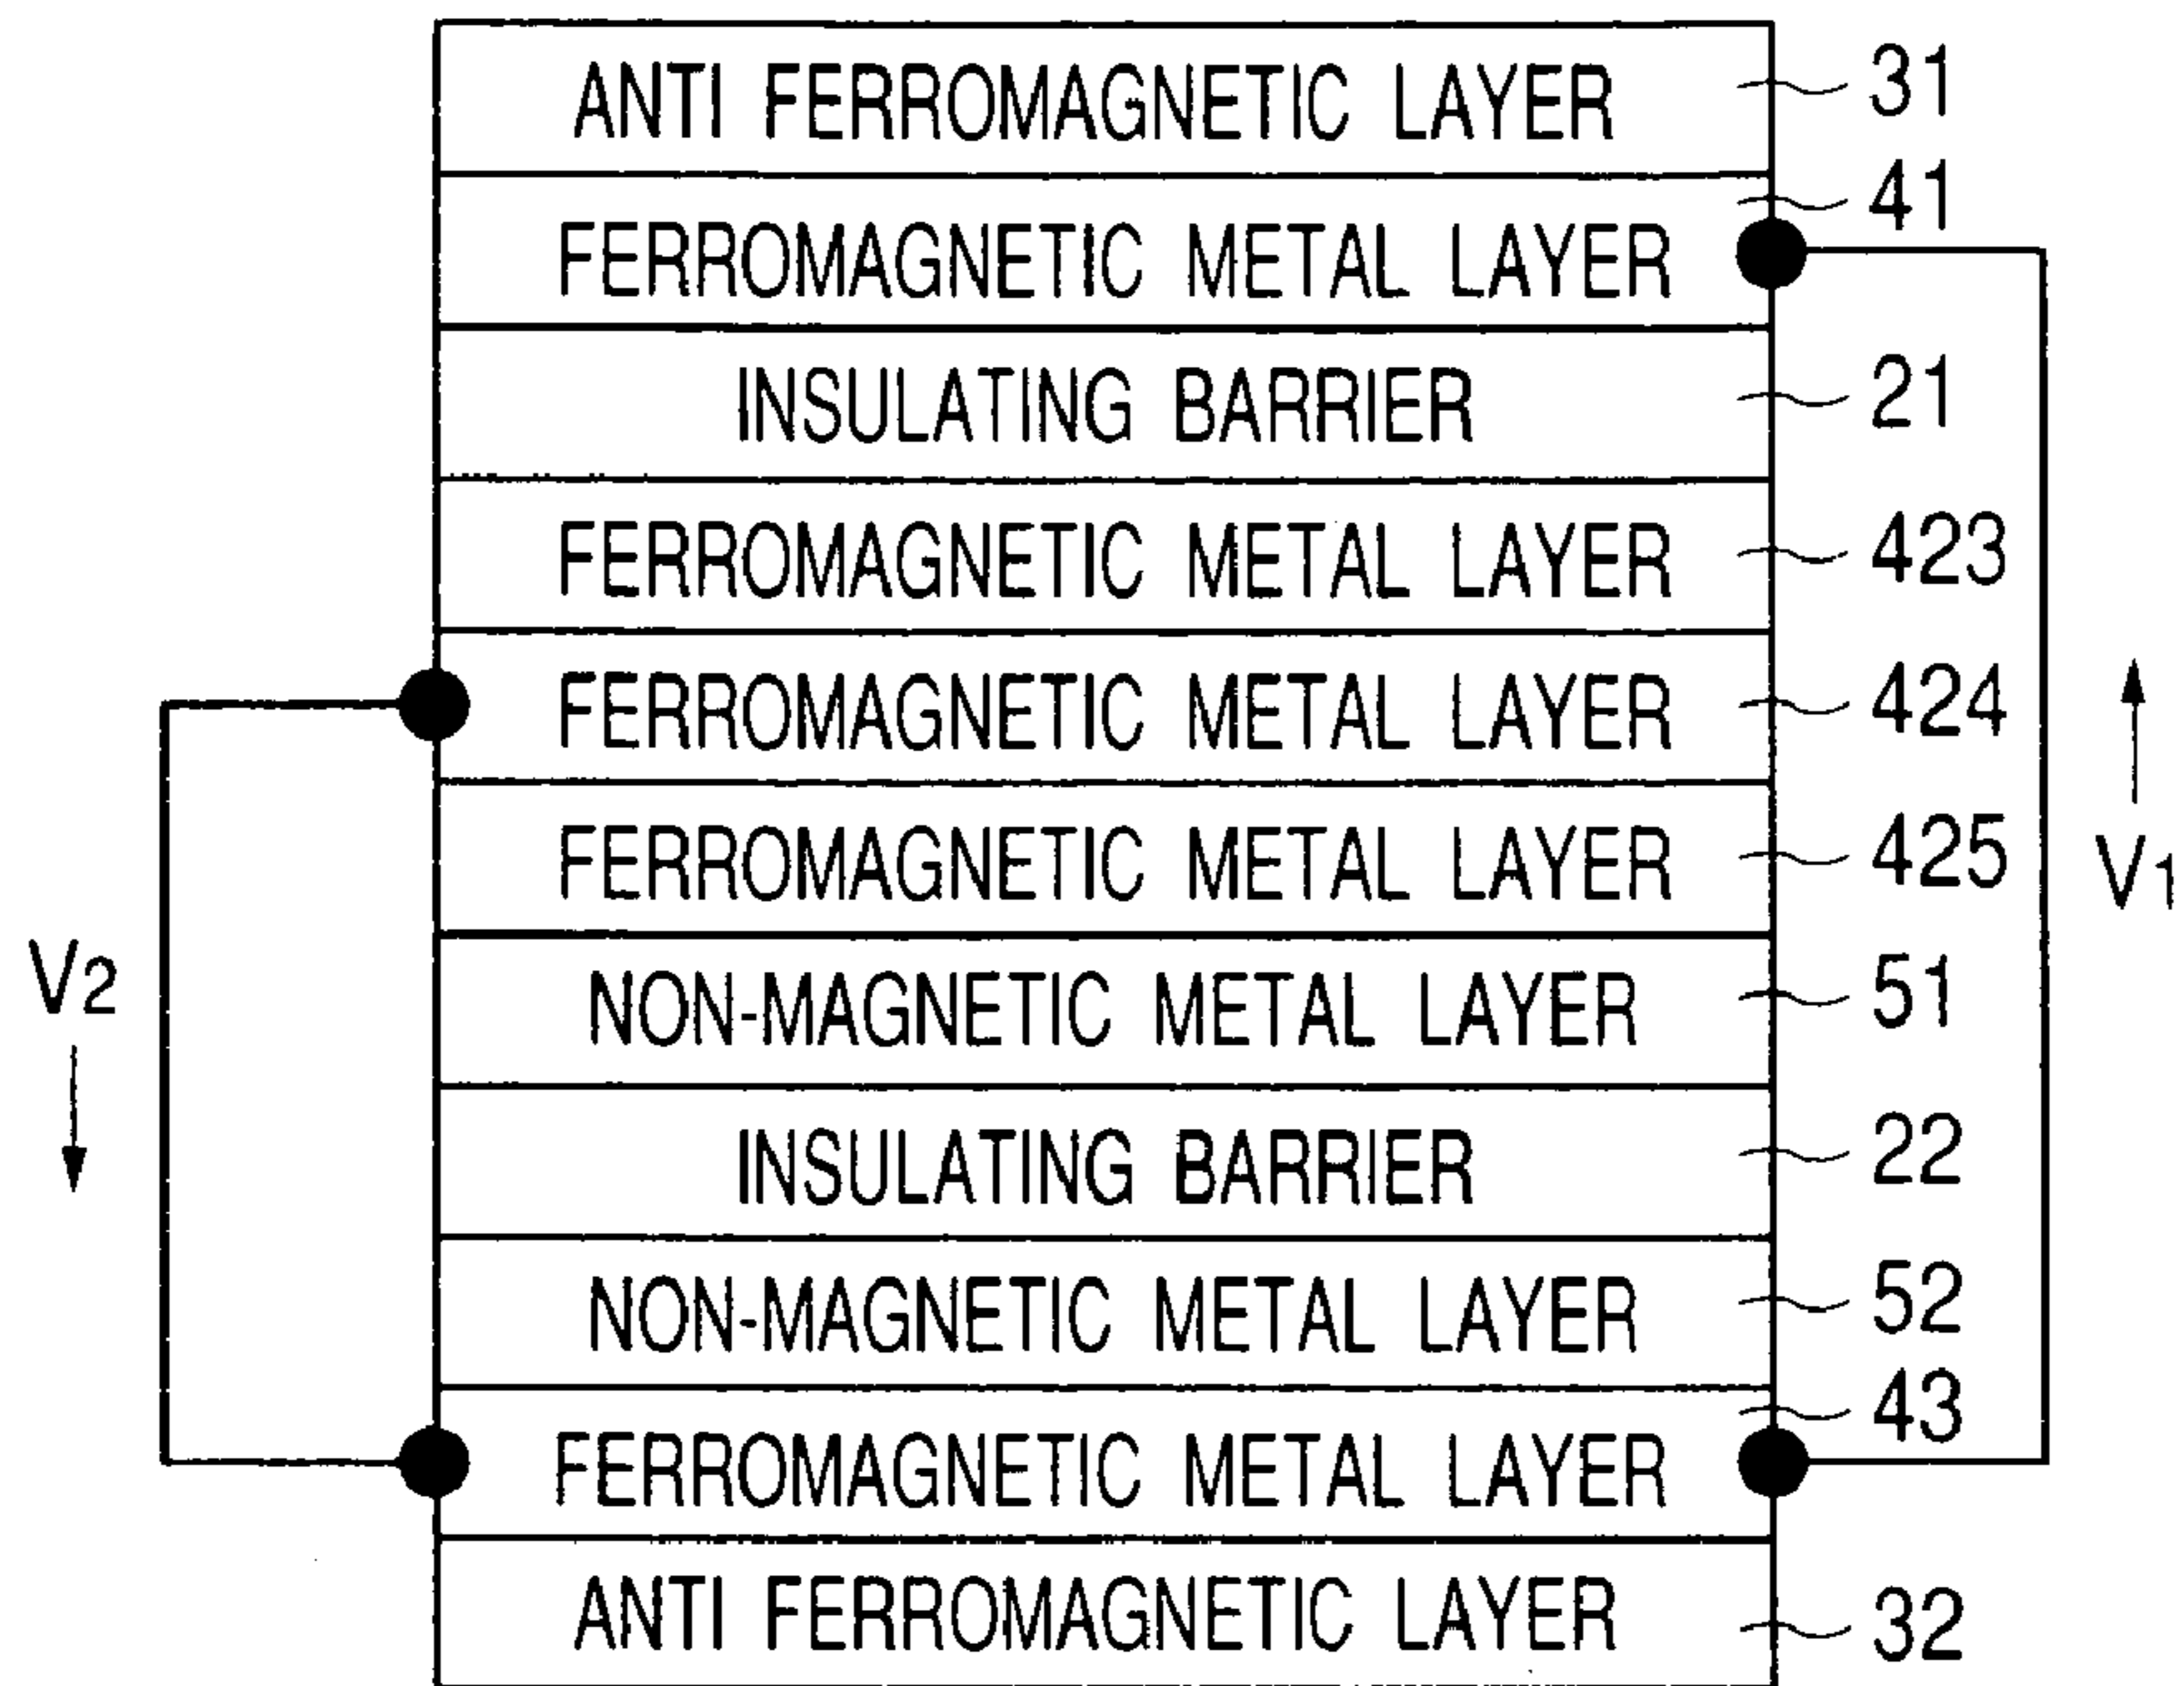 ANTI FERROMAGNETIC LAYER 31
FERROMAGNETIC METAL LAYER 41
INSULATING BARRIER 21
FERROMAGNETIC METAL LAYER 423
FERROMAGNETIC METAL LAYER 424
FERROMAGNETIC METAL LAYER 425
V1
V2
NON-MAGNETIC METAL LAYER 51
INSULATING BARRIER 22
NON-MAGNETIC METAL LAYER 52
FERROMAGNETIC METAL LAYER 43
ANTI FERROMAGNETIC LAYER 32